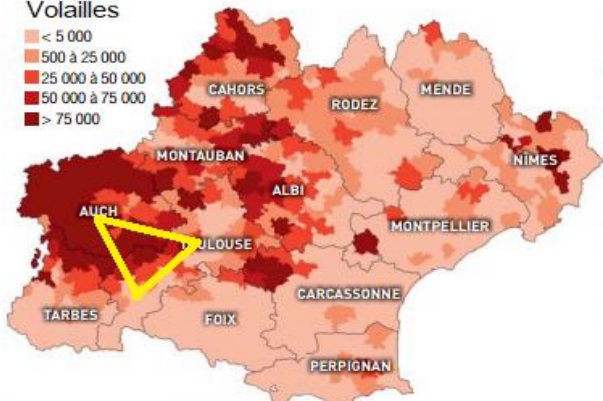 Volailles
< 5 000
500 à 25 000
25 000 à 50 000
50 000 à 75 000
> 75 000
CAHORS
RODEZ
MENDE
MONTAUBAN
NÎMES
ALBI
AUCH
TOULOUSE
MONTPELLIER
CARCASSONNE
TARBES
FOIX
PERPIGNAN